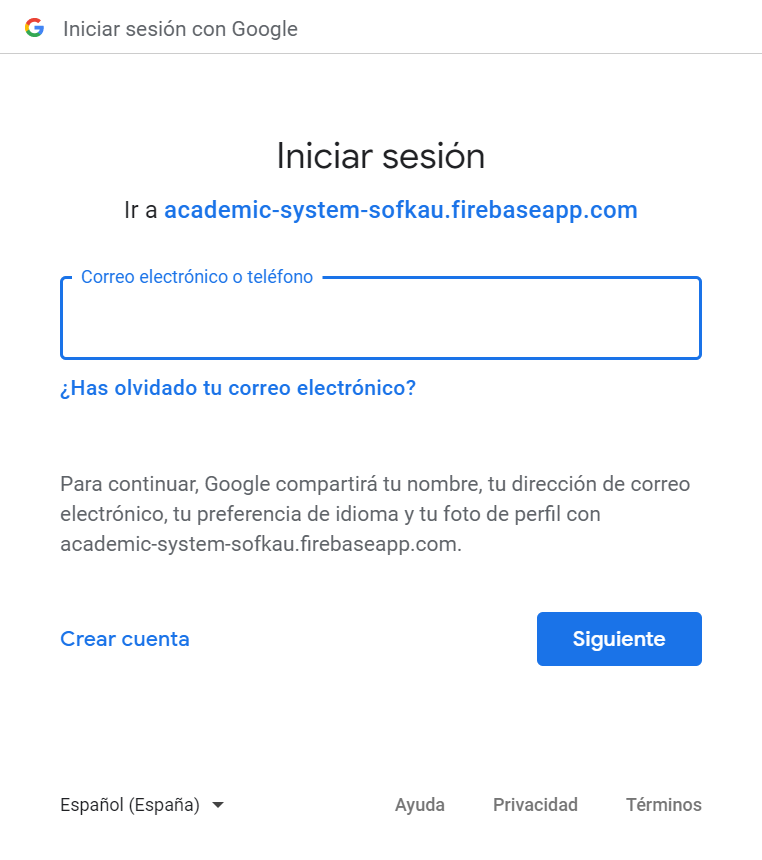 Iniciar sesión con Google
Iniciar sesión
Ir a academic-system-sofkau.firebaseapp.com
Correo electrónico o teléfono
¿Has olvidado tu correo electrónico?
Para continuar, Google compartirá tu nombre, tu dirección de correo
electrónico, tu preferencia de idioma y tu foto de perfil con
academic-system-sofkau.firebaseapp.com.
Crear cuenta Siguiente
Español (España) Ayuda Privacidad Términos